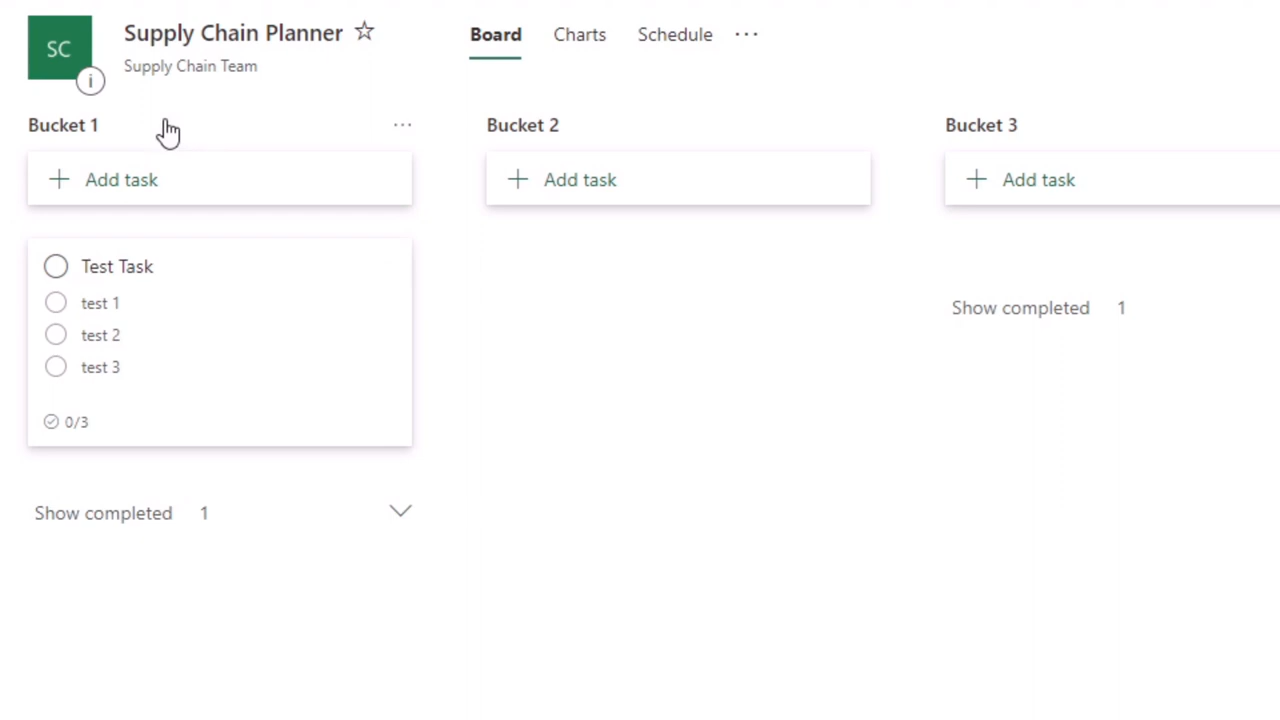 SC
Supply Chain Planner
Supply Chain Team
Board Charts Schedule ...
Bucket 1 ...
Bucket 2
Bucket 3
+ Add task
+ Add task
+ Add task
Test Task
test 1
test 2
test 3
0/3
Show completed 1
Show completed 1